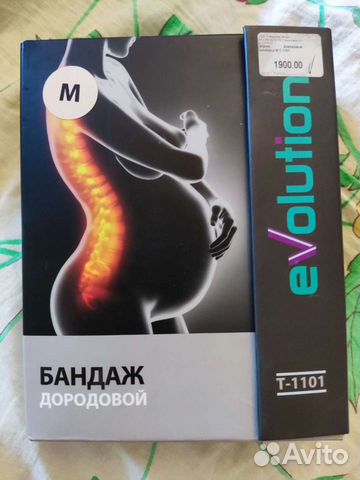 M
1900.00
evolution
T-1101
БАНДАЖ
ДОРОДОВОЙ
Avito